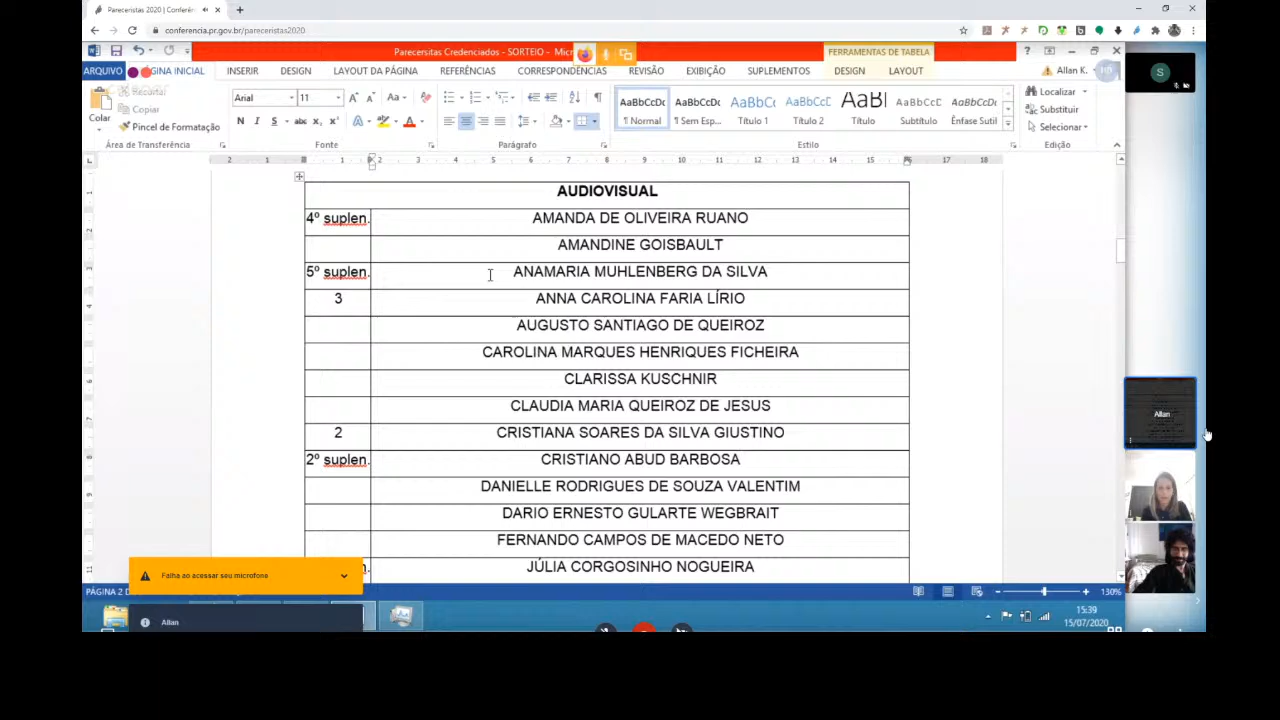 Pareceristas 2020 | Conferê
conferencia.pr.gov.br/pareceristas2020
Parecersitas Credenciados - SORTEIO - Micr
FERRAMENTAS DE TABELA
ARQUIVO GINA INICIAL INSERIR DESIGN LAYOUT DA PÁGINA REFERÊNCIAS CORRESPONDÊNCIAS REVISÃO EXIBIÇÃO SUPLEMENTOS DESIGN LAYOUT Allan K.
Recortar
Copiar
Pincel de Formatação
Colar
Área de Transferência
Arial 11
Fonte
Parágrafo
AaBbCcDc AaBbCcDc AaBbCc AaBbCcC AaBl AaBbCcD AaBbCcDc
¶ Normal ¶ Sem Esp... Título 1 Título 2 Título Subtítulo Ênfase Sutil
Estilo
Localizar
Substituir
Selecionar
Edição
AUDIOVISUAL
4º suplen. AMANDA DE OLIVEIRA RUANO
AMANDINE GOISBAULT
5º suplen. ANAMARIA MUHLENBERG DA SILVA
3 ANNA CAROLINA FARIA LÍRIO
AUGUSTO SANTIAGO DE QUEIROZ
CAROLINA MARQUES HENRIQUES FICHEIRA
CLARISSA KUSCHNIR
CLAUDIA MARIA QUEIROZ DE JESUS
2 CRISTIANA SOARES DA SILVA GIUSTINO
2º suplen. CRISTIANO ABUD BARBOSA
DANIELLE RODRIGUES DE SOUZA VALENTIM
DARIO ERNESTO GULARTE WEGBRAIT
FERNANDO CAMPOS DE MACEDO NETO
JÚLIA CORGOSINHO NOGUEIRA
Falha ao acessar seu microfone
PÁGINA 2 D
130%
Allan
15:39
15/07/2020
S
Allan